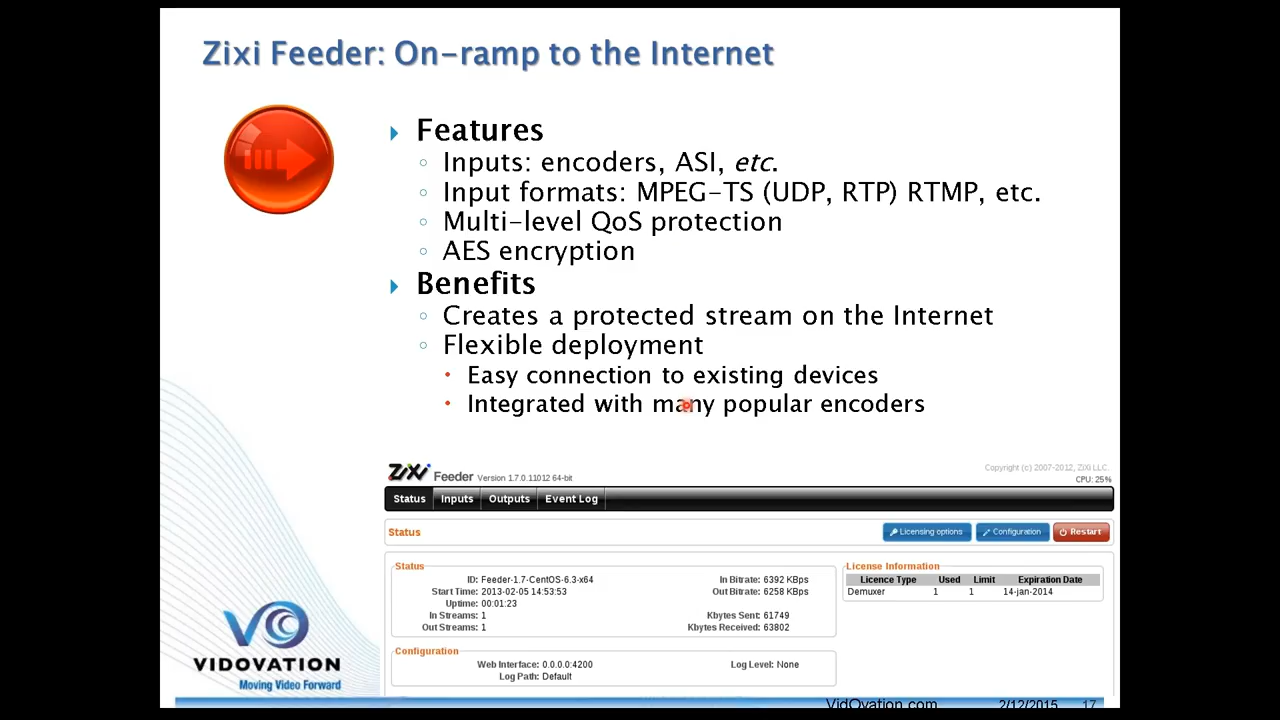 Zixi Feeder: On-ramp to the Internet
Features
Inputs: encoders, ASI, etc.
Input formats: MPEG-TS (UDP, RTP) RTMP, etc.
Multi-level QoS protection
AES encryption
Benefits
Creates a protected stream on the Internet
Flexible deployment
Easy connection to existing devices
Integrated with many popular encoders
ZiXi Feeder Version 1.7.0.11012 64-bit
Copyright (c) 2007-2012, ZiXi LLC.
CPU: 25%
Status Inputs Outputs Event Log
Status Licensing options Configuration Restart
Status
ID: Feeder-1.7-CentOS-6.3-x64 In Bitrate: 6392 KBps
Start Time: 2013-02-05 14:53:53 Out Bitrate: 6258 KBps
Uptime: 00:01:23
In Streams: 1 Kbytes Sent: 61749
Out Streams: 1 Kbytes Received: 63802
License Information
Licence Type Used Limit Expiration Date
Demuxer 1 1 14-jan-2014
Configuration
Web Interface: 0.0.0.0:4200 Log Level: None
Log Path: Default
VIDOVATION
Moving Video Forward
VidOvation.com 2/12/2015 17